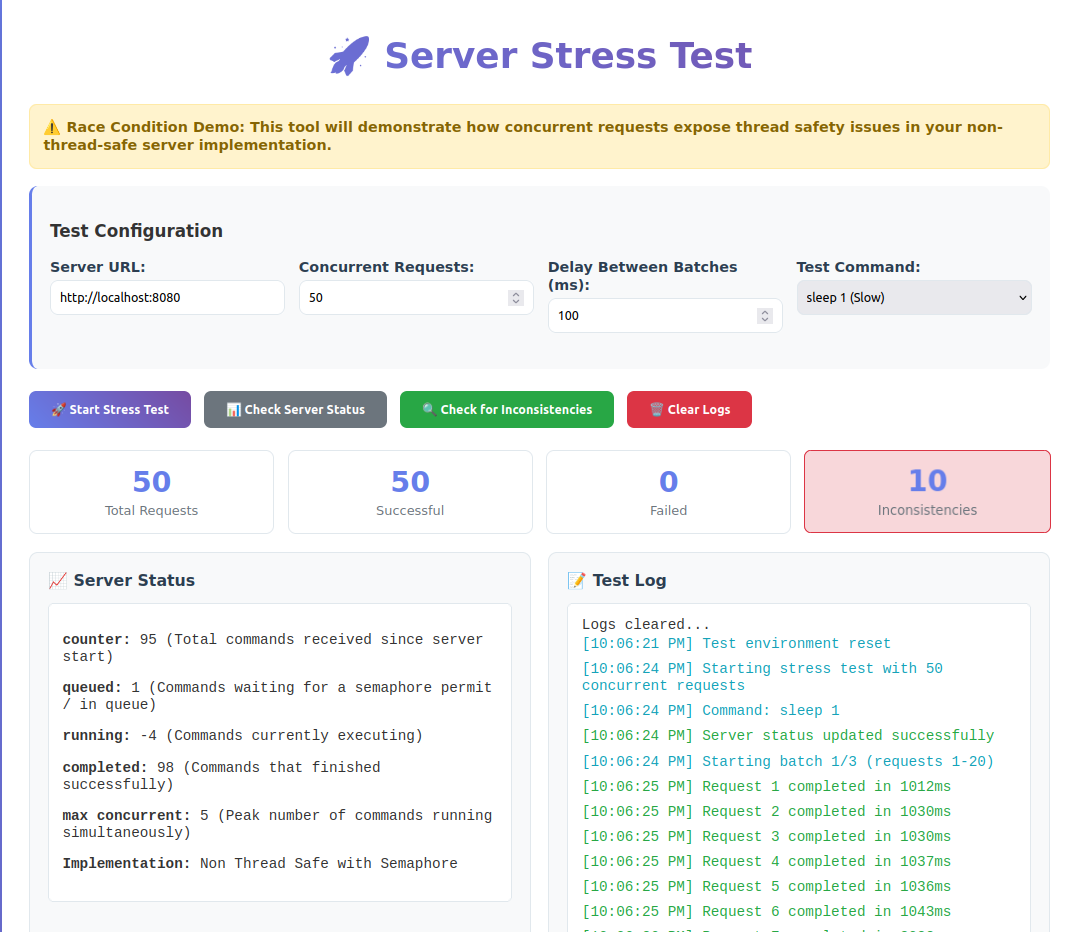 🚀 Server Stress Test
⚠️ Race Condition Demo: This tool will demonstrate how concurrent requests expose thread safety issues in your non-
thread-safe server implementation.
Test Configuration
Server URL:
http://localhost:8080
Concurrent Requests:
50
Delay Between Batches
(ms):
100
Test Command:
sleep 1 (Slow)
🚀 Start Stress Test
📊 Check Server Status
🔍 Check for Inconsistencies
🗑️ Clear Logs
50
Total Requests
50
Successful
0
Failed
10
Inconsistencies
📈 Server Status
counter: 95 (Total commands received since server
start)
queued: 1 (Commands waiting for a semaphore permit
/ in queue)
running: -4 (Commands currently executing)
completed: 98 (Commands that finished
successfully)
max concurrent: 5 (Peak number of commands running
simultaneously)
Implementation: Non Thread Safe with Semaphore
📝 Test Log
Logs cleared...
[10:06:21 PM] Test environment reset
[10:06:24 PM] Starting stress test with 50
concurrent requests
[10:06:24 PM] Command: sleep 1
[10:06:24 PM] Server status updated successfully
[10:06:24 PM] Starting batch 1/3 (requests 1-20)
[10:06:25 PM] Request 1 completed in 1012ms
[10:06:25 PM] Request 2 completed in 1030ms
[10:06:25 PM] Request 3 completed in 1030ms
[10:06:25 PM] Request 4 completed in 1037ms
[10:06:25 PM] Request 5 completed in 1036ms
[10:06:25 PM] Request 6 completed in 1043ms